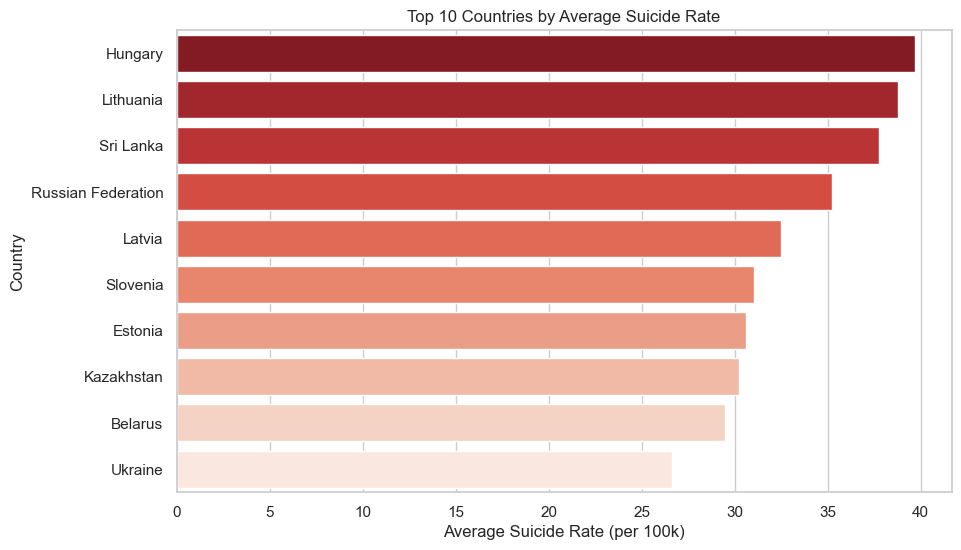 Top 10 Countries by Average Suicide Rate
Country
Hungary
Lithuania
Sri Lanka
Russian Federation
Latvia
Slovenia
Estonia
Kazakhstan
Belarus
Ukraine
0 5 10 15 20 25 30 35 40
Average Suicide Rate (per 100k)